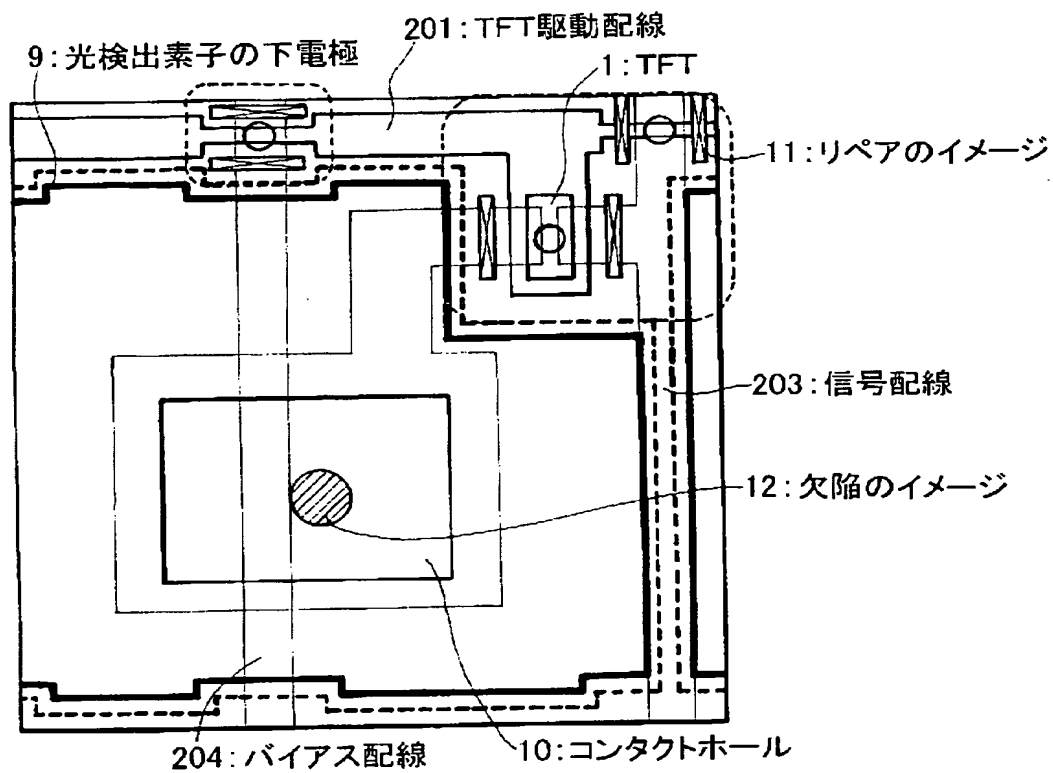 201:TFT駆動配線
9:光検出素子の下電極
1:TFT
11:リペアのイメージ
203:信号配線
12:欠陥のイメージ
204:バイアス配線
10:コンタクトホール